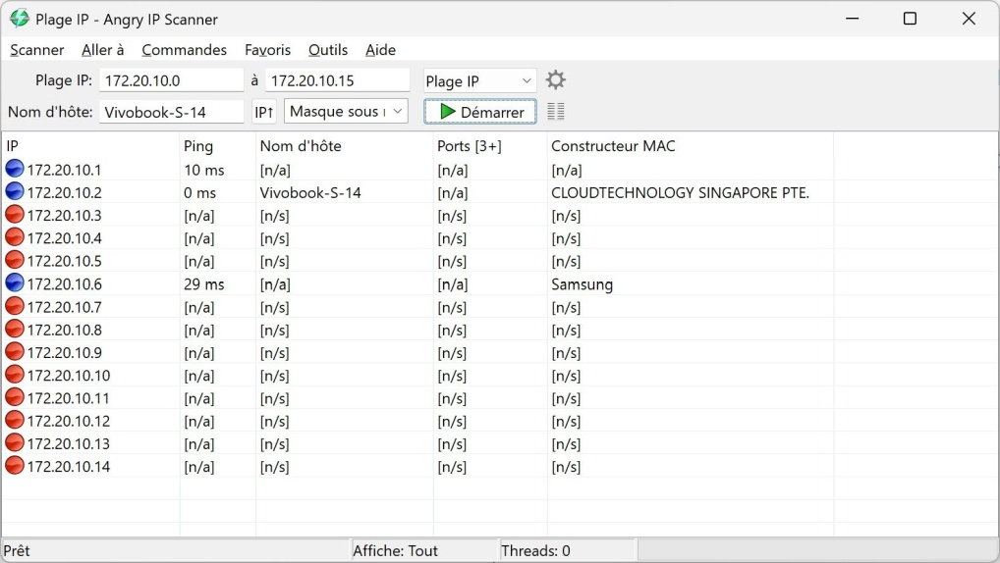 Plage IP - Angry IP Scanner
Scanner Aller à Commandes Favoris Outils Aide
Plage IP: 172.20.10.0 à 172.20.10.15 Plage IP
Nom d'hôte: Vivobook-S-14 IP↑ Masque sous Démarrer
IP Ping Nom d'hôte Ports [3+] Constructeur MAC
172.20.10.1 10 ms [n/a] [n/a] [n/a]
172.20.10.2 0 ms Vivobook-S-14 [n/a] CLOUDTECHNOLOGY SINGAPORE PTE.
172.20.10.3 [n/a] [n/s] [n/s] [n/s]
172.20.10.4 [n/a] [n/s] [n/s] [n/s]
172.20.10.5 [n/a] [n/s] [n/s] [n/s]
172.20.10.6 29 ms [n/a] [n/a] Samsung
172.20.10.7 [n/a] [n/s] [n/s] [n/s]
172.20.10.8 [n/a] [n/s] [n/s] [n/s]
172.20.10.9 [n/a] [n/s] [n/s] [n/s]
172.20.10.10 [n/a] [n/s] [n/s] [n/s]
172.20.10.11 [n/a] [n/s] [n/s] [n/s]
172.20.10.12 [n/a] [n/s] [n/s] [n/s]
172.20.10.13 [n/a] [n/s] [n/s] [n/s]
172.20.10.14 [n/a] [n/s] [n/s] [n/s]
Prêt Affiche: Tout Threads: 0